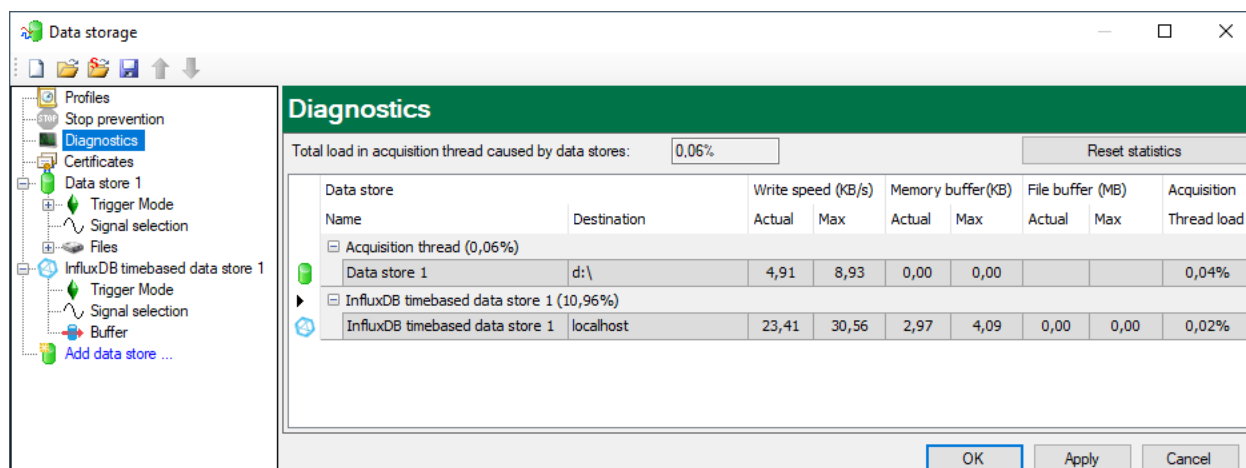 Data storage
Profiles
STOP Stop prevention
Diagnostics
Certificates
Data store 1
Trigger Mode
Signal selection
Files
InfluxDB timebased data store 1
Trigger Mode
Signal selection
Buffer
Add data store ...
Diagnostics
Total load in acquisition thread caused by data stores: 0,06% Reset statistics
Data store Write speed (KB/s) Memory buffer(KB) File buffer (MB) Acquisition
Name Destination Actual Max Actual Max Actual Max Thread load
Acquisition thread (0,06%)
Data store 1 d:\ 4,91 8,93 0,00 0,00 0,04%
InfluxDB timebased data store 1 (10,96%)
InfluxDB timebased data store 1 localhost 23,41 30,56 2,97 4,09 0,00 0,00 0,02%
OK Apply Cancel